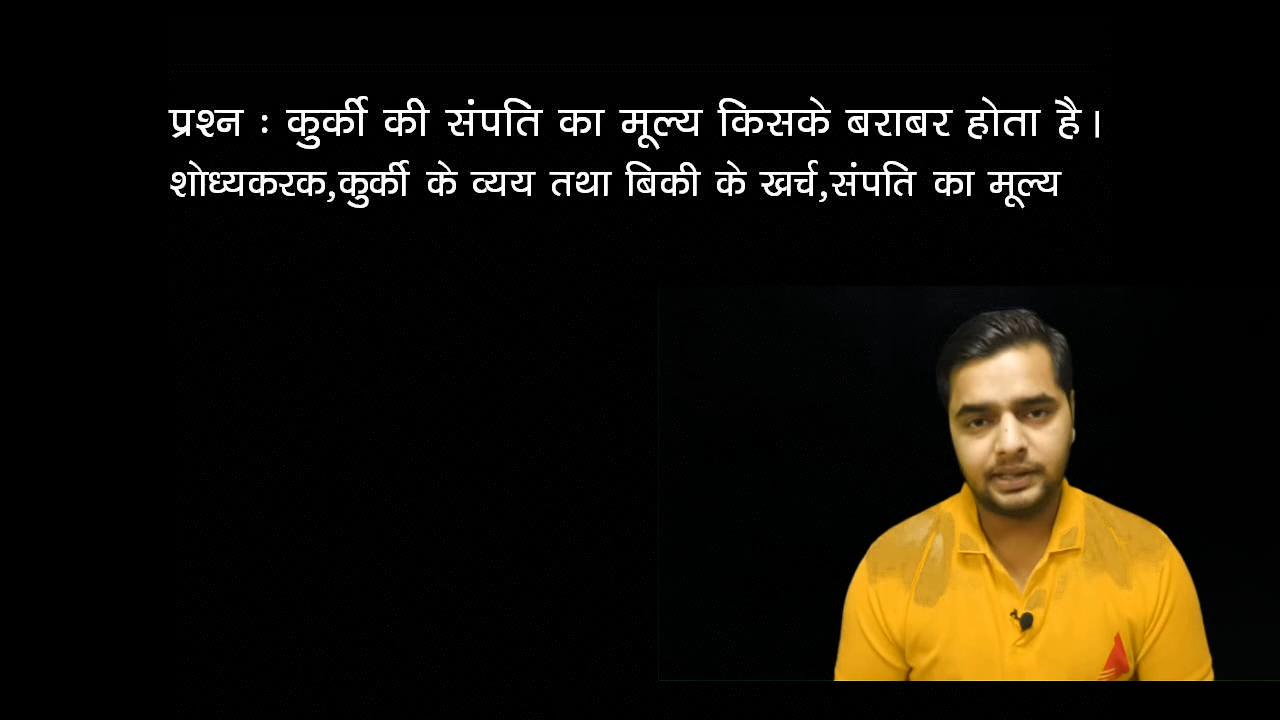 प्रश्न : कुर्की की संपति का मूल्य किसके बराबर होता है।
शोध्यकरक,कुर्की के व्यय तथा बिकी के खर्च,संपति का मूल्य